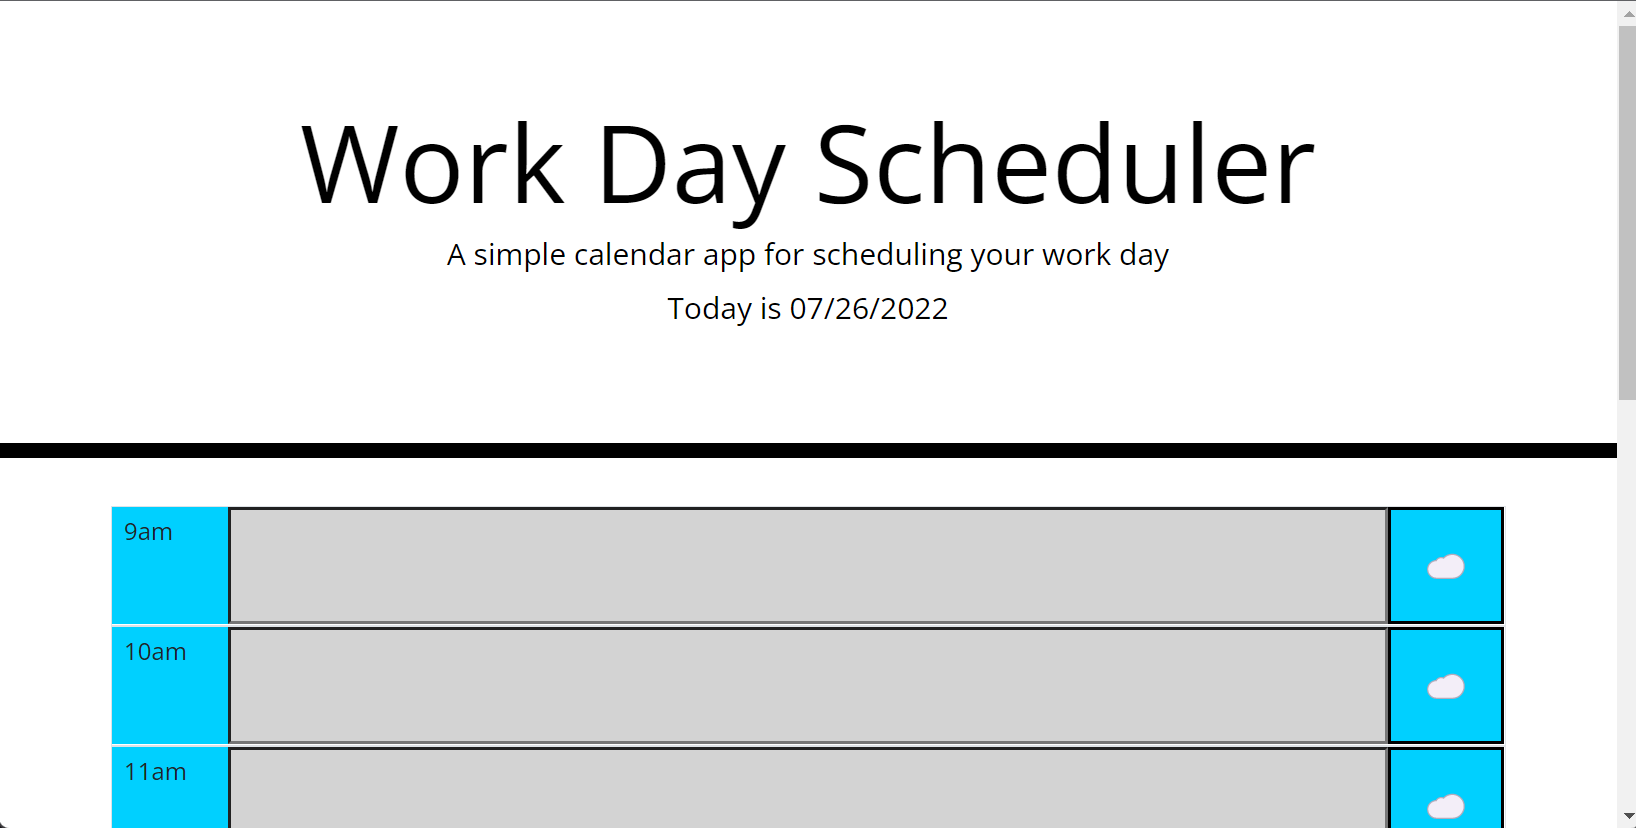 Work Day Scheduler
A simple calendar app for scheduling your work day
Today is 07/26/2022
9am
10am
11am